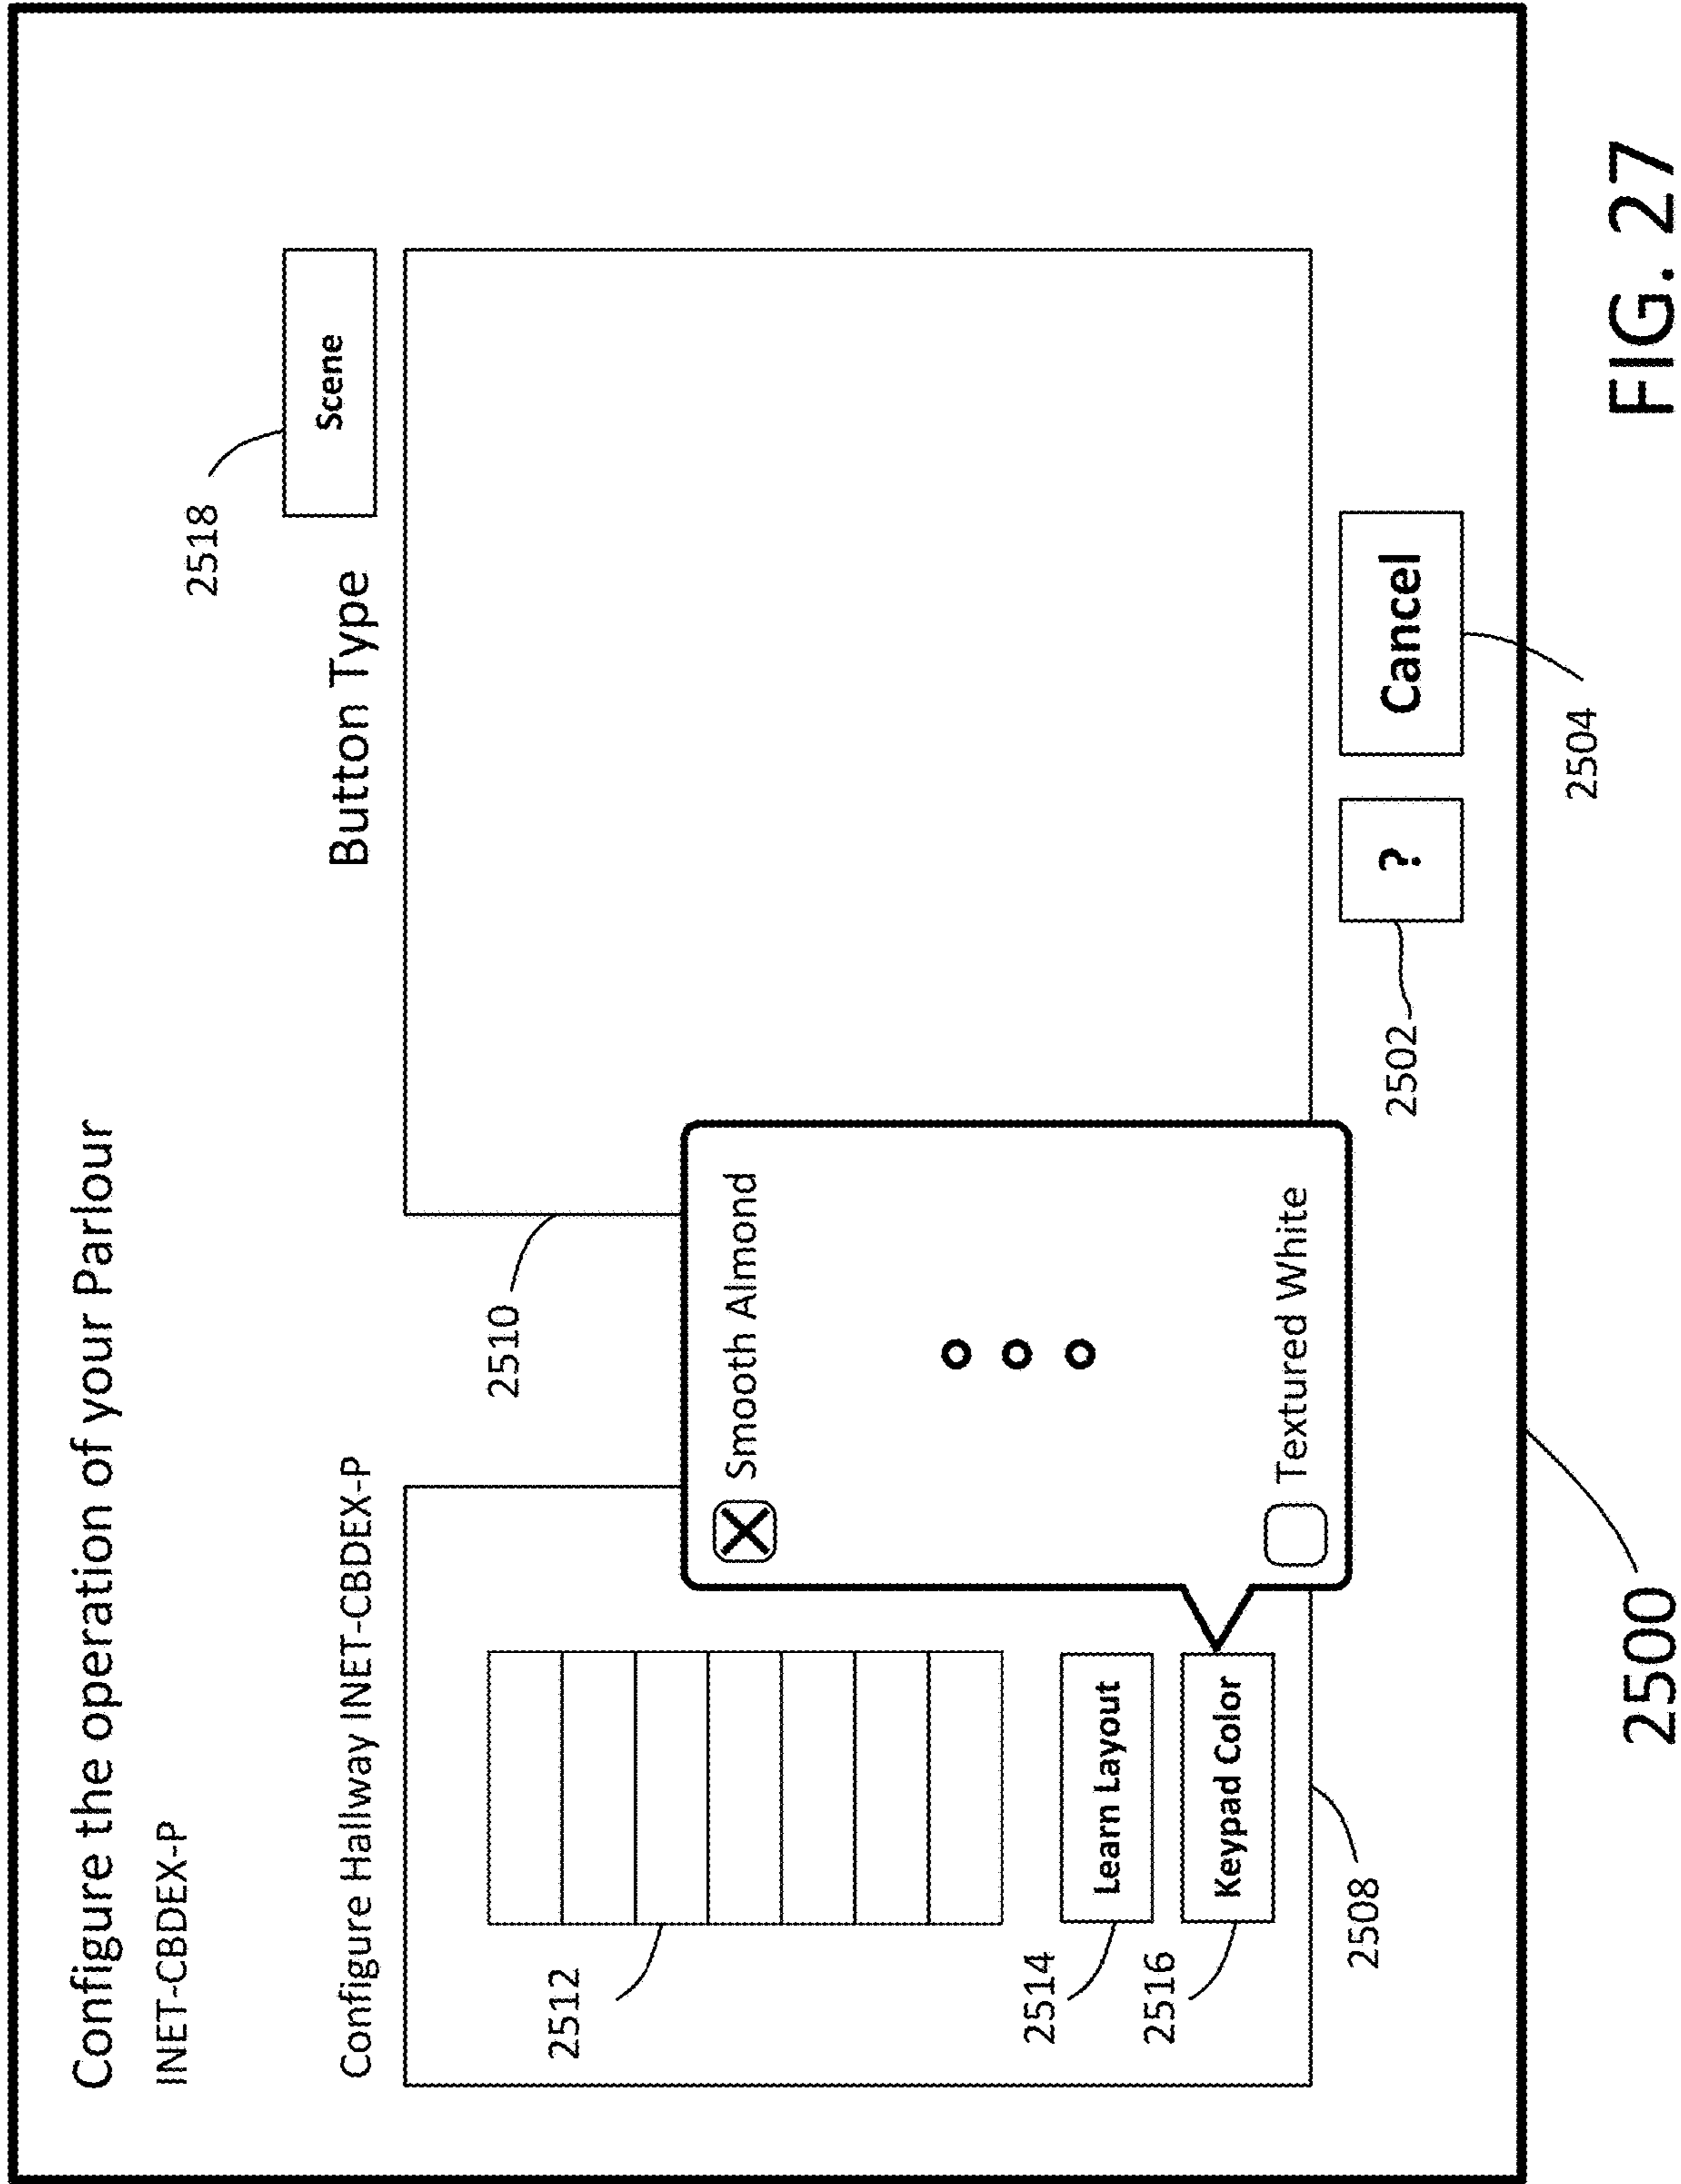 Configure the operation of your Parlour
INET-CBDEX-P
2518
Scene
Configure Hallway INET-CBDEX-P
Button Type
2510
2512
Smooth Almond
2514
Learn Layout
2516
Keypad Color
Textured White
2508
2502
?
Cancel
2504
2500
FIG. 27